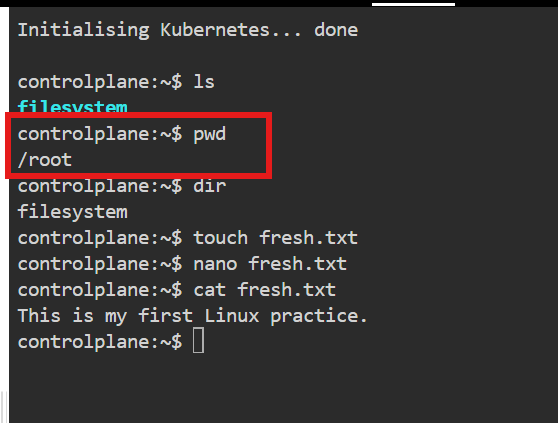 Initialising Kubernetes... done
controlplane:~$ ls
filesystem
controlplane:~$ pwd
/root
controlplane:~$ dir
filesystem
controlplane:~$ touch fresh.txt
controlplane:~$ nano fresh.txt
controlplane:~$ cat fresh.txt
This is my first Linux practice.
controlplane:~$